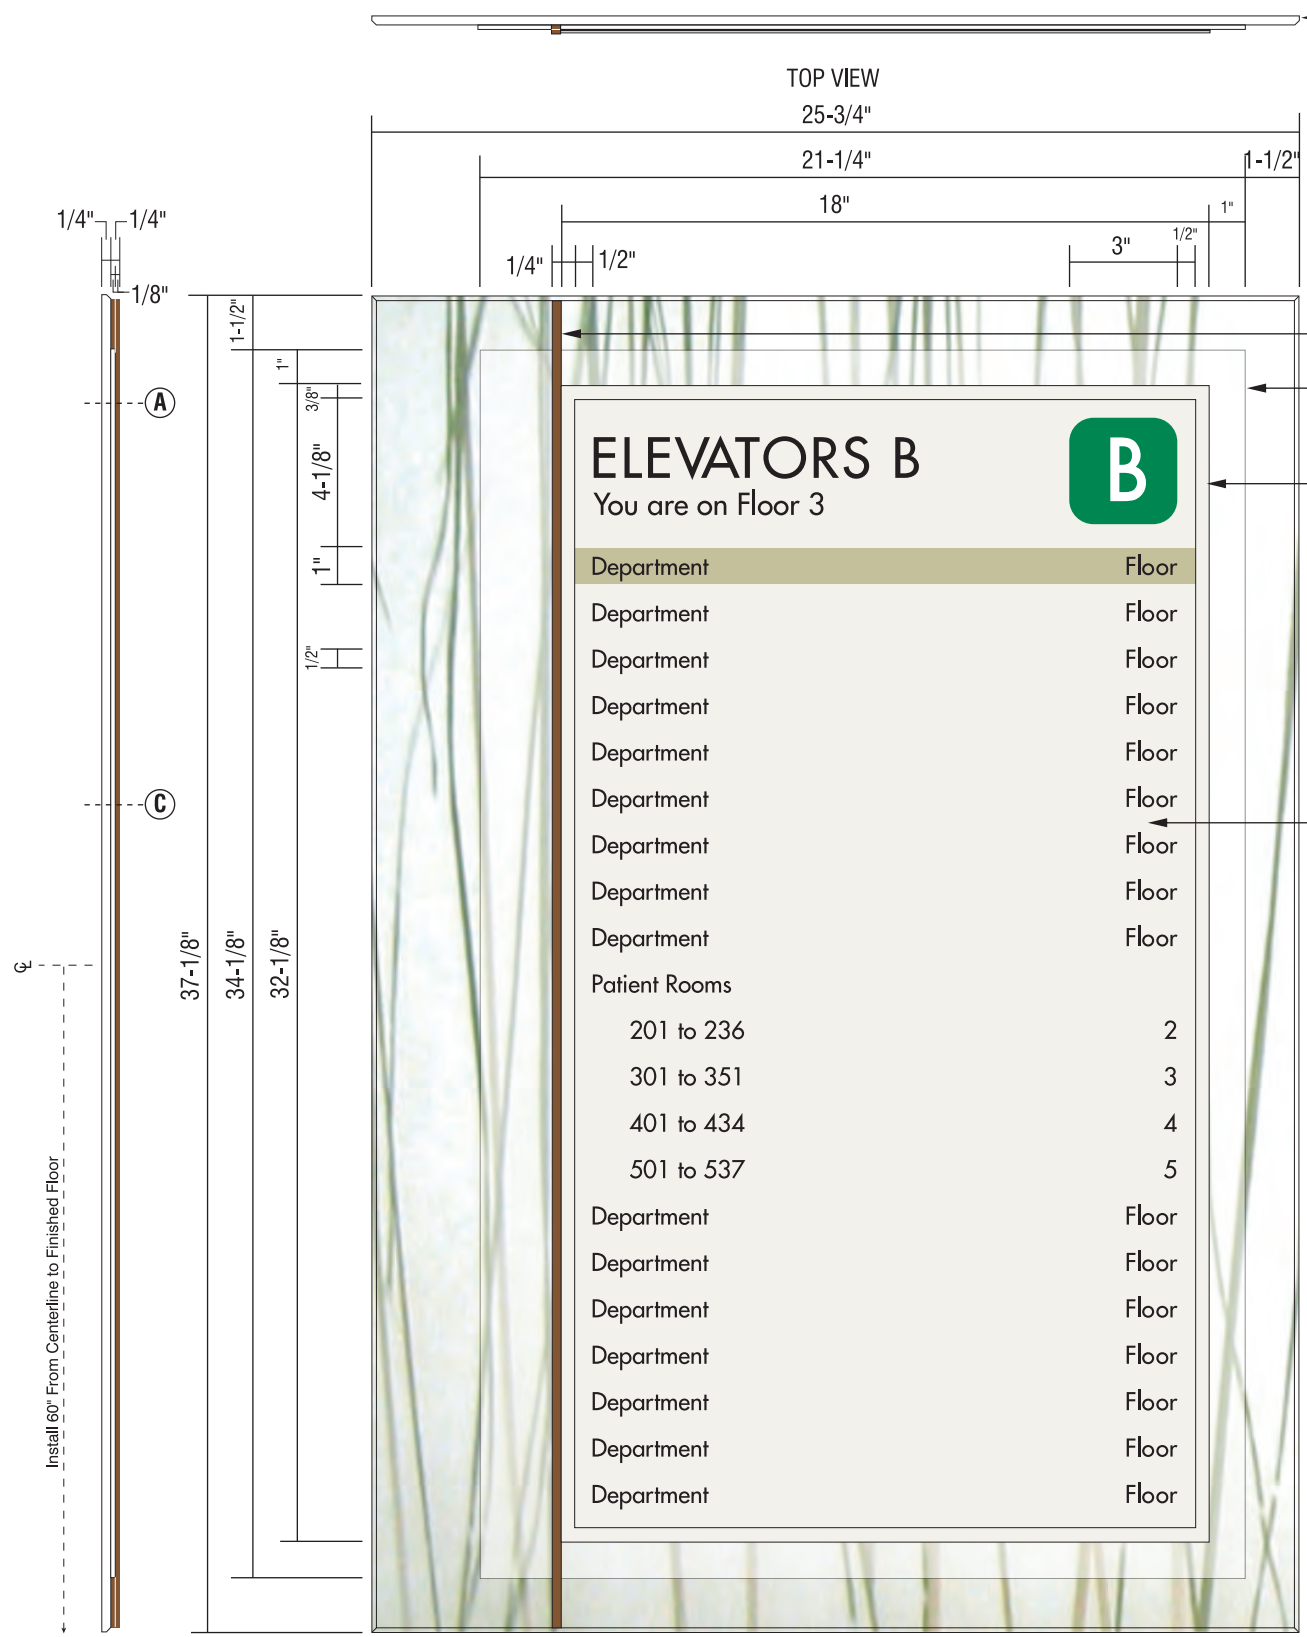 TOP VIEW
25-3/4"
21-1/4"
1-1/2"
18"
1"
1/4"
1/2"
3"
1/2"
1/4"
1/4"
1/8"
1-1/2"
1"
3/8"
4-1/8"
1"
1/2"
37-1/8"
34-1/8"
32-1/8"
A
C
℄
Install 60" From Centerline to Finished Floor
ELEVATORS B
B
You are on Floor 3
Department Floor
Department Floor
Department Floor
Department Floor
Department Floor
Department Floor
Department Floor
Department Floor
Department Floor
Patient Rooms
201 to 236 2
301 to 351 3
401 to 434 4
501 to 537 5
Department Floor
Department Floor
Department Floor
Department Floor
Department Floor
Department Floor
Department Floor